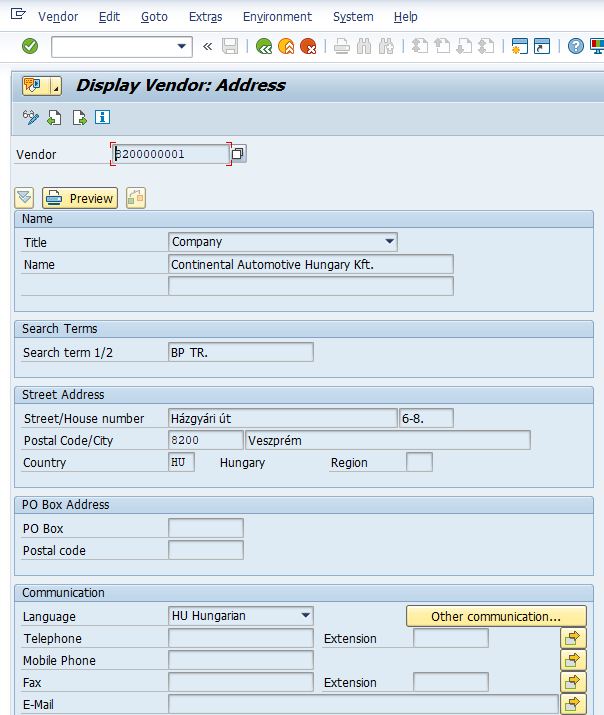 Vendor Edit Goto Extras Environment System Help
Display Vendor: Address
Vendor 8200000001
Preview
Name
Title Company
Name Continental Automotive Hungary Kft.
Search Terms
Search term 1/2 BP TR.
Street Address
Street/House number Házgyári út 6-8.
Postal Code/City 8200 Veszprém
Country HU Hungary Region
PO Box Address
PO Box
Postal code
Communication
Language HU Hungarian Other communication...
Telephone Extension
Mobile Phone
Fax Extension
E-Mail